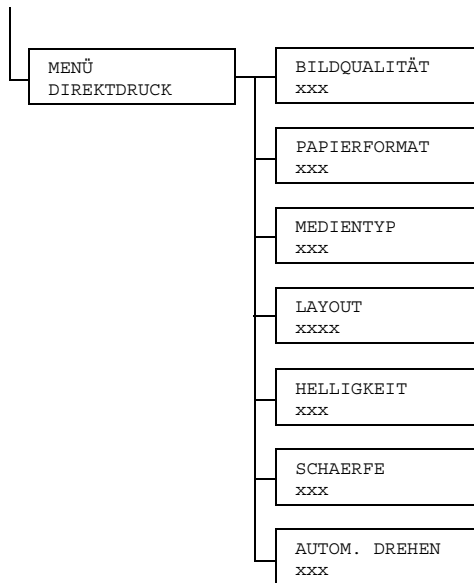 MENÜ
DIREKTDRUCK
BILDQUALITÄT
xxx
PAPIERFORMAT
xxx
MEDIENTYP
xxx
LAYOUT
xxxx
HELLIGKEIT
xxx
SCHAERFE
xxx
AUTOM. DREHEN
xxx